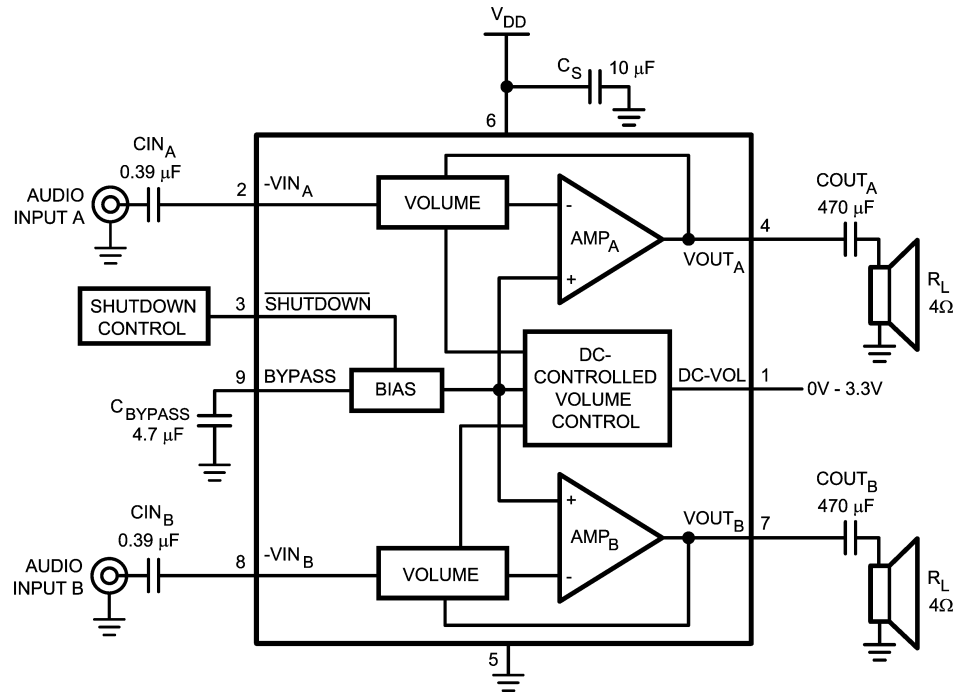 VDD
CS 10 µF
6
CINA
0.39 µF
AUDIO
INPUT A
2
-VINA
VOLUME
-
AMPA
+
4
VOUTA
COUTA
470 µF
RL
4Ω
SHUTDOWN
CONTROL
3
SHUTDOWN
9
BYPASS
BIAS
CBYPASS
4.7 µF
DC-
CONTROLLED
VOLUME
CONTROL
DC-VOL
1
0V - 3.3V
CINB
0.39 µF
AUDIO
INPUT B
8
-VINB
VOLUME
+
AMPB
-
VOUTB
7
COUTB
470 µF
RL
4Ω
5